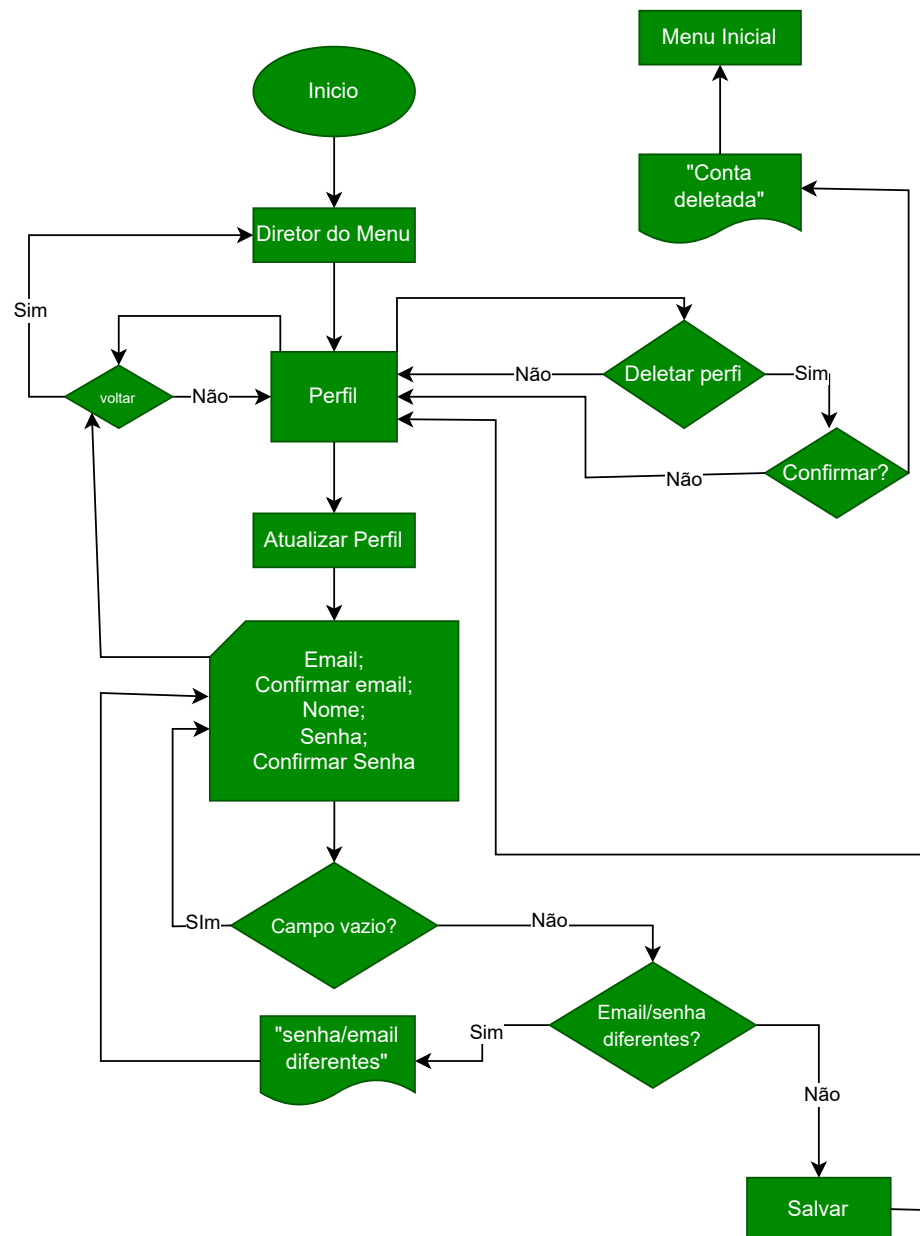 Menu Inicial
Inicio
"Conta
deletada"
Diretor do Menu
Sim
Não
Deletar perfi
Sim
voltar
Não
Perfil
Confirmar?
Não
Atualizar Perfil
Email;
Confirmar email;
Nome;
Senha;
Confirmar Senha
SIm
Campo vazio?
Não
Email/senha
diferentes?
"senha/email
diferentes"
Sim
Não
Salvar